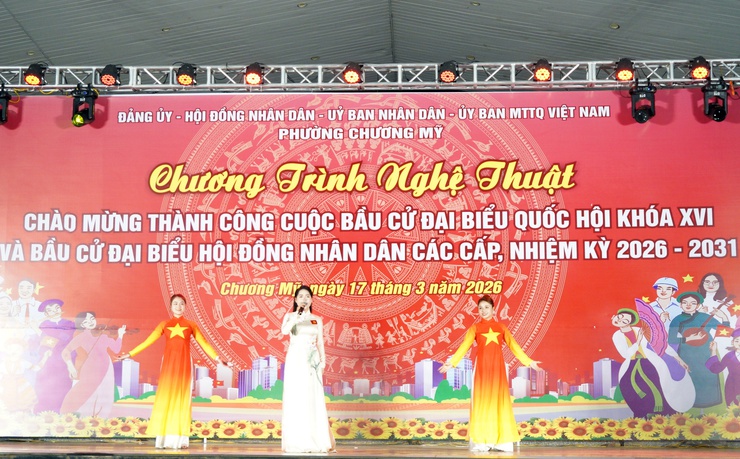 ĐẢNG ỦY - HỘI ĐỒNG NHÂN DÂN - UỶ BAN NHÂN DÂN - ỦY BAN MTTQ VIỆT NAM
PHƯỜNG CHƯƠNG MỸ
Chương Trình Nghệ Thuật
CHÀO MỪNG THÀNH CÔNG CUỘC BẦU CỬ ĐẠI BIỂU QUỐC HỘI KHÓA XVI
VÀ BẦU CỬ ĐẠI BIỂU HỘI ĐỒNG NHÂN DÂN CÁC CẤP, NHIỆM KỲ 2026 - 2031
Chương Mỹ, ngày 17 tháng 3 năm 2026